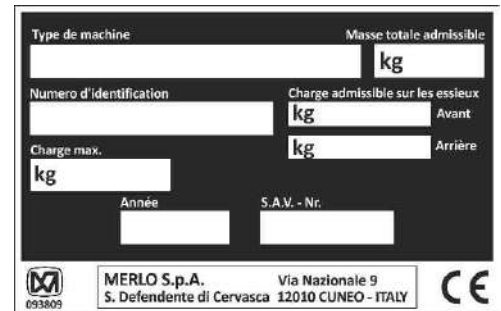 Type de machine Masse totale admissible
kg
Numero d'identification Charge admissible sur les essieux
kg Avant
Charge max. kg Arrière
kg
Année S.A.V. - Nr.
MERLO S.p.A. Via Nazionale 9
S. Defendente di Cervasca 12010 CUNEO - ITALY
093809
CE